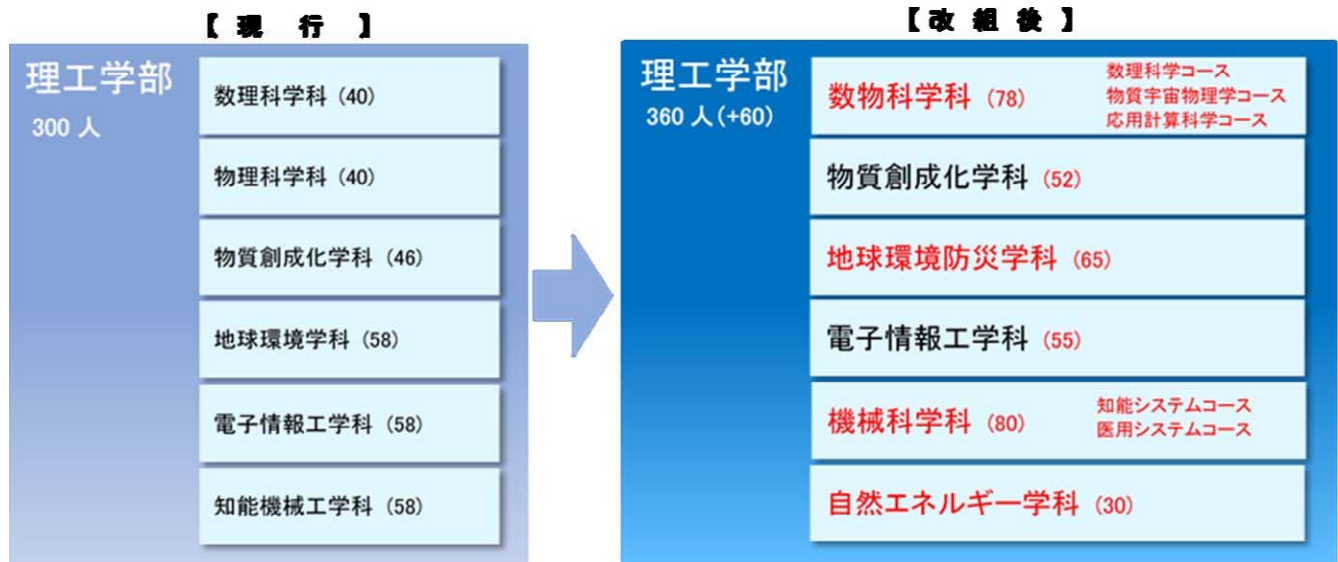 【 現 行 】
理工学部
300 人
数理科学科 (40)
物理科学科 (40)
物質創成化学科 (46)
地球環境学科 (58)
電子情報工学科 (58)
知能機械工学科 (58)
【 改 組 後 】
理工学部
360 人(+60)
数物科学科 (78)
数理科学コース
物質宇宙物理学コース
応用計算科学コース
物質創成化学科 (52)
地球環境防災学科 (65)
電子情報工学科 (55)
機械科学科 (80)
知能システムコース
医用システムコース
自然エネルギー学科 (30)